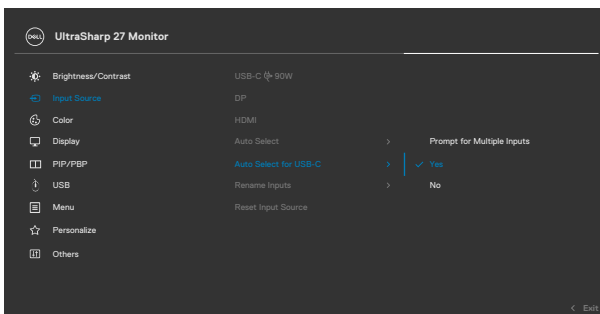 DELL UltraSharp 27 Monitor
Brightness/Contrast
USB-C 90W
Input Source
DP
Color
HDMI
Display
Auto Select >
Prompt for Multiple Inputs
PIP/PBP
Auto Select for USB-C >
✓ Yes
USB
Rename Inputs >
No
Menu
Reset Input Source
Personalize
Others
< Exit